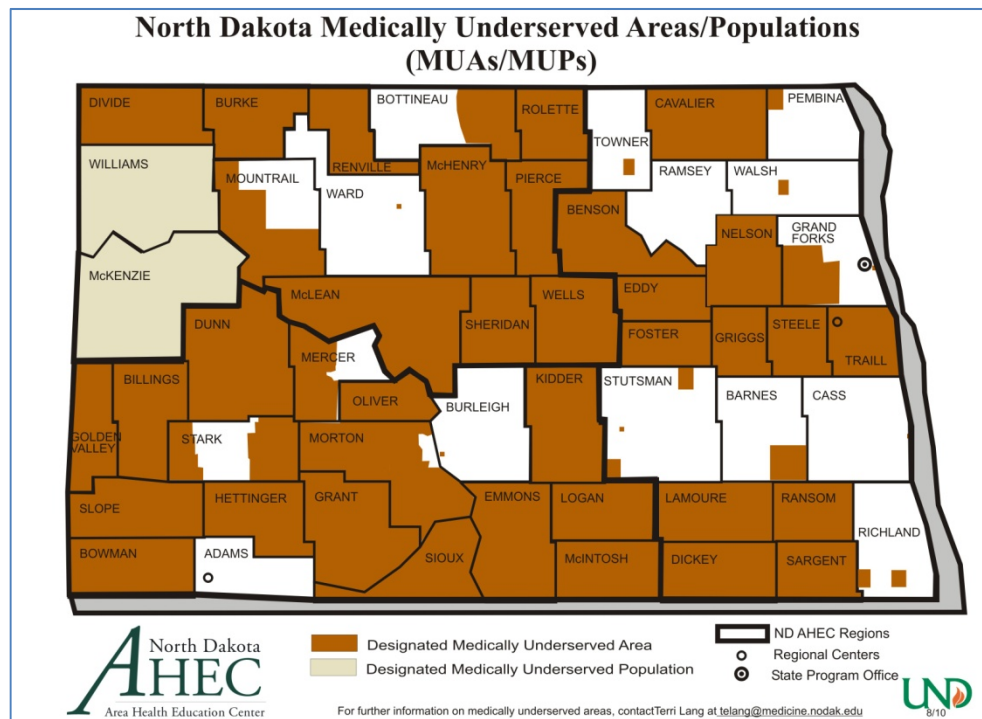 North Dakota Medically Underserved Areas/Populations
(MUAs/MUPs)
DIVIDE
BURKE
BOTTINEAU
ROLETTE
CAVALIER
PEMBINA
TOWNER
WILLIAMS
MOUNTRAIL
RENVILLE
McHENRY
PIERCE
RAMSEY
WALSH
WARD
BENSON
NELSON
GRAND
FORKS
McKENZIE
McLEAN
WELLS
EDDY
DUNN
SHERIDAN
FOSTER
GRIGGS
STEELE
TRAILL
MERCER
BILLINGS
OLIVER
BURLEIGH
KIDDER
STUTSMAN
BARNES
CASS
GOLDEN
VALLEY
STARK
MORTON
SLOPE
HETTINGER
GRANT
EMMONS
LOGAN
LAMOURE
RANSOM
RICHLAND
BOWMAN
ADAMS
SIOUX
McINTOSH
DICKEY
SARGENT
North Dakota
AHEC
Area Health Education Center
Designated Medically Underserved Area
Designated Medically Underserved Population
ND AHEC Regions
Regional Centers
State Program Office
UND
8/10
For further information on medically underserved areas, contactTerri Lang at telang@medicine.nodak.edu